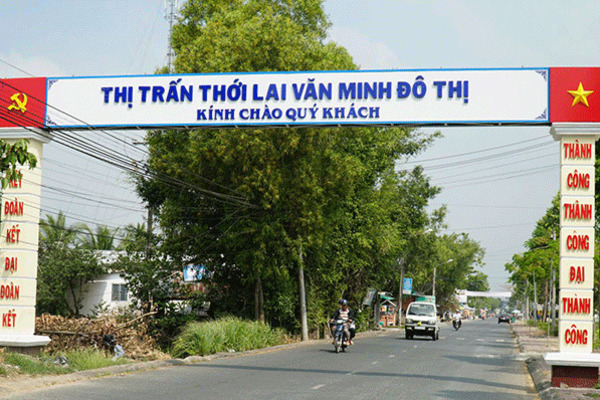 THỊ TRẤN THỚI LAI VĂN MINH ĐÔ THỊ
KÍNH CHÀO QUÝ KHÁCH
KẾT
ĐOÀN
KẾT
ĐẠI
ĐOÀN
KẾT
THÀNH
CÔNG
THÀNH
CÔNG
ĐẠI
THÀNH
CÔNG